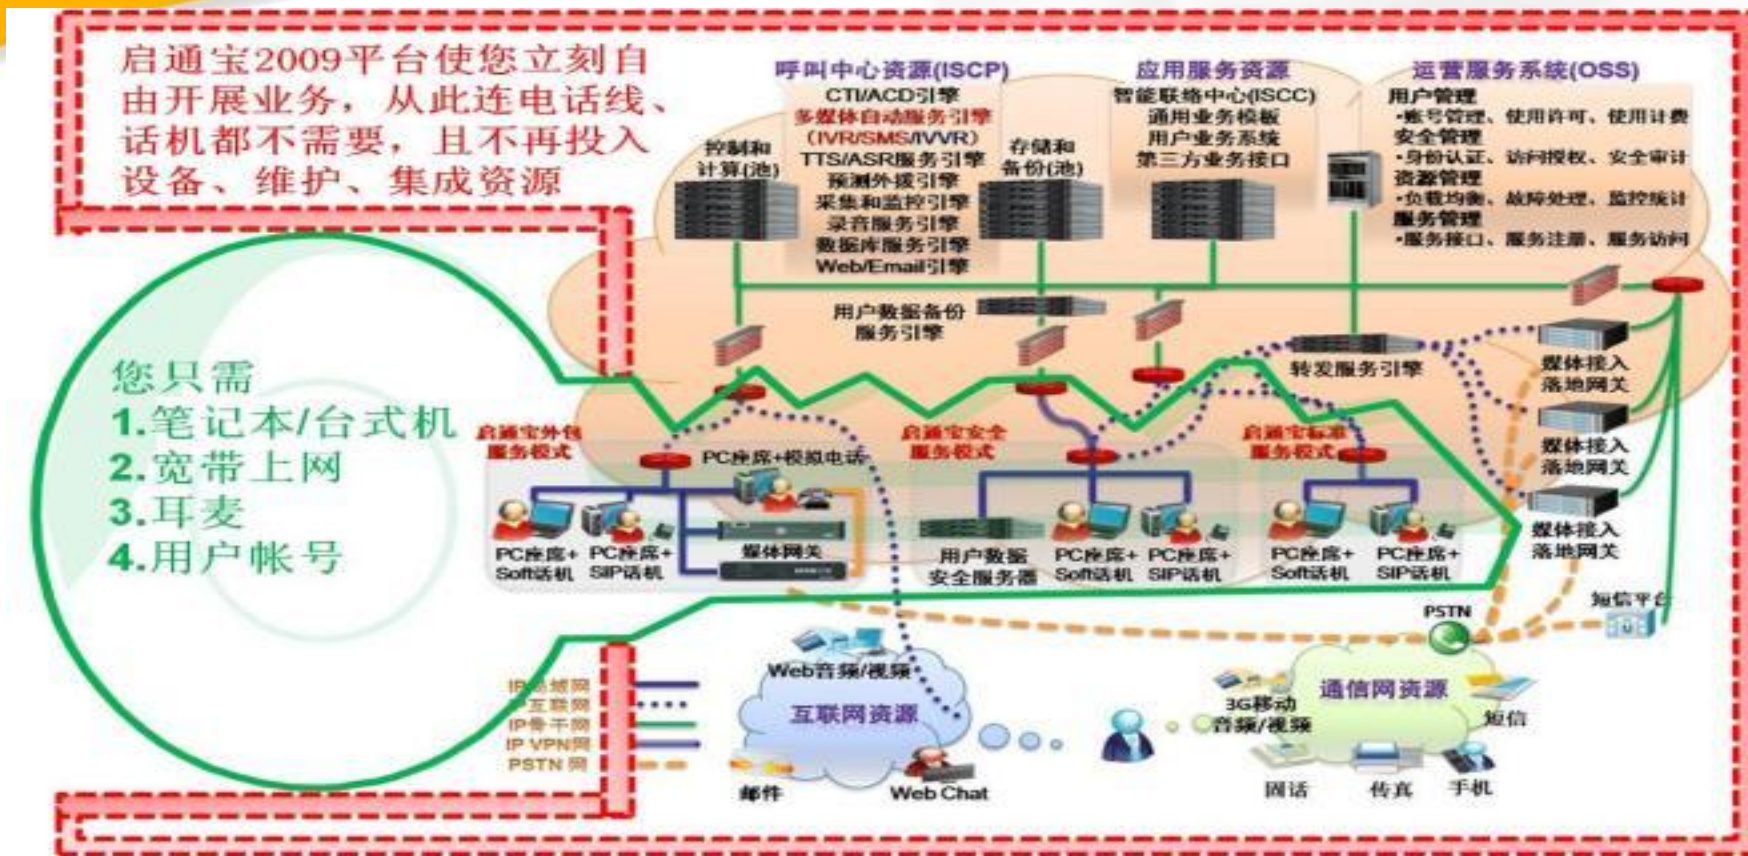 启通宝2009平台使您立刻自
由开展业务，从此连电话线、
话机都不需要，且不再投入
设备、维护、集成资源
呼叫中心资源(ISCP)
CTI/ACD引擎
多媒体自动服务引擎
（IVR/SMS/IVVR）
TTS/ASR服务引擎
预测外拨引擎
采集和监控引擎
录音服务引擎
数据库服务引擎
Web/Email引擎
控制和
计算(池)
存储和
备份(池)
应用服务资源
智能联络中心(ISCC)
通用业务模板
用户业务系统
第三方业务接口
运营服务系统(OSS)
用户管理
•账号管理、使用许可、使用计费
安全管理
•身份认证、访问授权、安全审计
资源管理
•负载均衡、故障处理、监控统计
服务管理
•服务接口、服务注册、服务访问
用户数据备份
服务引擎
转发服务引擎
媒体接入
落地网关
媒体接入
落地网关
媒体接入
落地网关
您只需
1.笔记本/台式机
2.宽带上网
3.耳麦
4.用户帐号
启通宝外包
服务模式
PC座席+模拟电话
PC座席+
Soft话机
PC座席+
SIP话机
媒体网关
启通宝安全
服务模式
用户数据
安全服务器
PC座席+
Soft话机
PC座席+
SIP话机
启通宝标准
服务模式
PC座席+
Soft话机
PC座席+
SIP话机
PSTN
短信平台
IP局域网
IP互联网
IP骨干网
IP VPN网
PSTN 网
Web音频/视频
互联网资源
邮件
Web Chat
通信网资源
3G移动
音频/视频
短信
固话
传真
手机